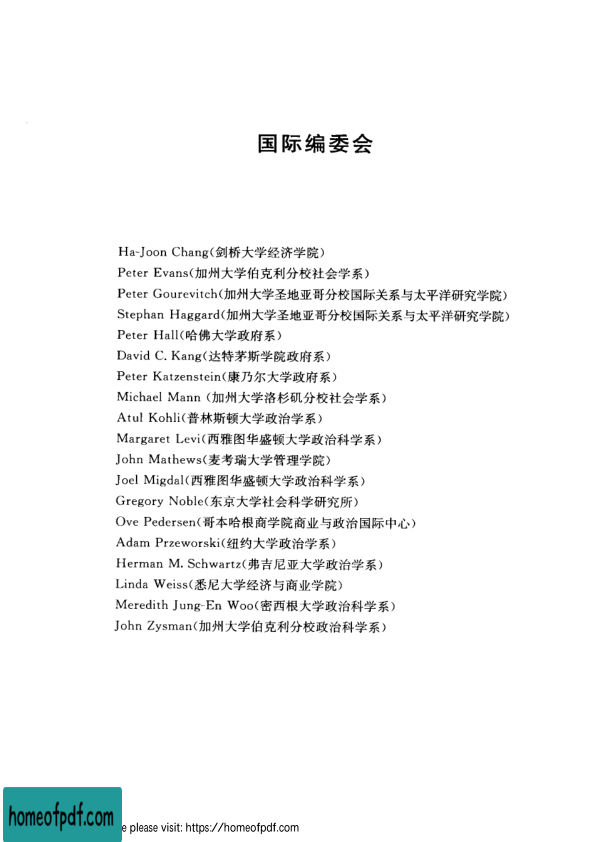 国际编委会
Ha-Joon Chang(剑桥大学经济学院)
Peter Evans(加州大学伯克利分校社会学系)
Peter Gourevitch(加州大学圣地亚哥分校国际关系与太平洋研究学院)
Stephan Haggard(加州大学圣地亚哥分校国际关系与太平洋研究学院)
Peter Hall(哈佛大学政府系)
David C. Kang(达特茅斯学院政府系)
Peter Katzenstein(康乃尔大学政府系)
Michael Mann (加州大学洛杉矶分校社会学系)
Atul Kohli(普林斯顿大学政治学系)
Margaret Levi(西雅图华盛顿大学政治科学系)
John Mathews(麦考瑞大学管理学院)
Joel Migdal(西雅图华盛顿大学政治科学系)
Gregory Noble(东京大学社会科学研究所)
Ove Pedersen(哥本哈根商学院商业与政治国际中心)
Adam Przeworski(纽约大学政治学系)
Herman M. Schwartz(弗吉尼亚大学政治学系)
Linda Weiss(悉尼大学经济与商业学院)
Meredith Jung-En Woo(密西根大学政治科学系)
John Zysman(加州大学伯克利分校政治科学系)
homeofpdf.com
e please visit: https://homeofpdf.com